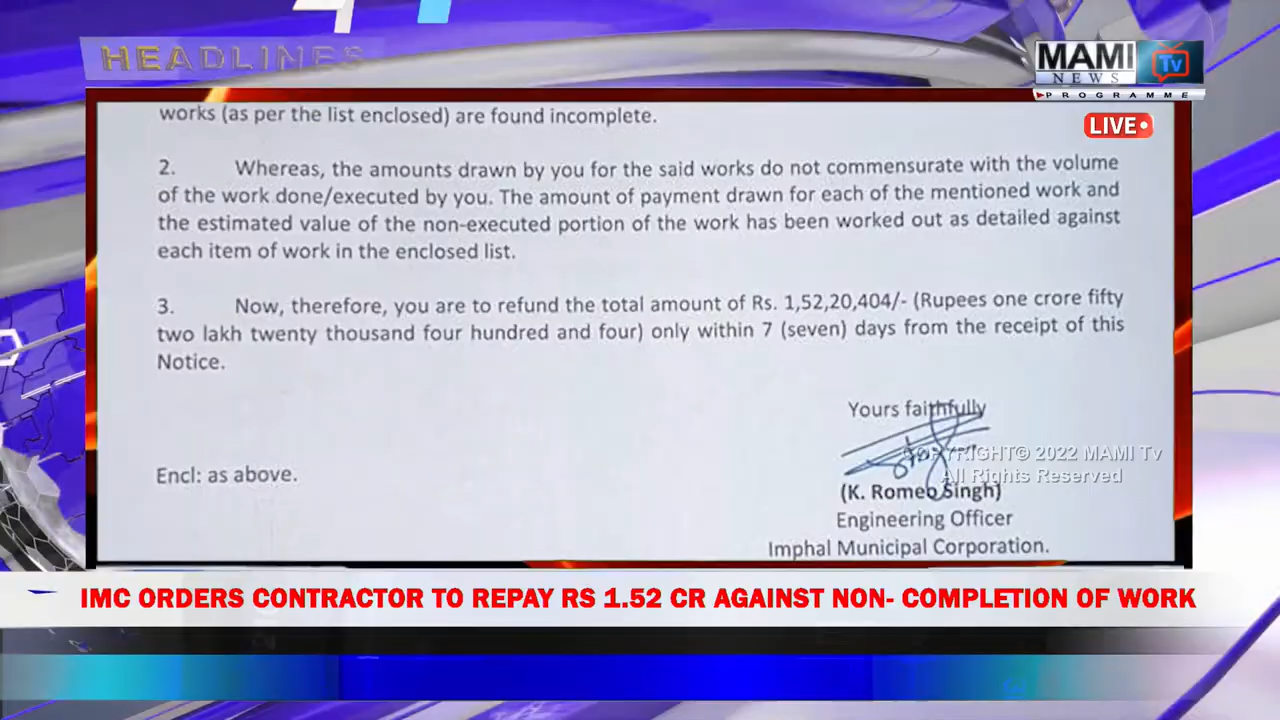 HEADLINES
MAMI
NEWS
Tv
PROGRAMME
LIVE
works (as per the list enclosed) are found incomplete.
2. Whereas, the amounts drawn by you for the said works do not commensurate with the volume
of the work done/executed by you. The amount of payment drawn for each of the mentioned work and
the estimated value of the non-executed portion of the work has been worked out as detailed against
each item of work in the enclosed list.
3. Now, therefore, you are to refund the total amount of Rs. 1,52,20,404/- (Rupees one crore fifty
two lakh twenty thousand four hundred and four) only within 7 (seven) days from the receipt of this
Notice.
Yours faithfully
COPYRIGHT© 2022 MAMI Tv
All Rights Reserved
Encl: as above.
(K. Romeo Singh)
Engineering Officer
Imphal Municipal Corporation.
IMC ORDERS CONTRACTOR TO REPAY RS 1.52 CR AGAINST NON- COMPLETION OF WORK